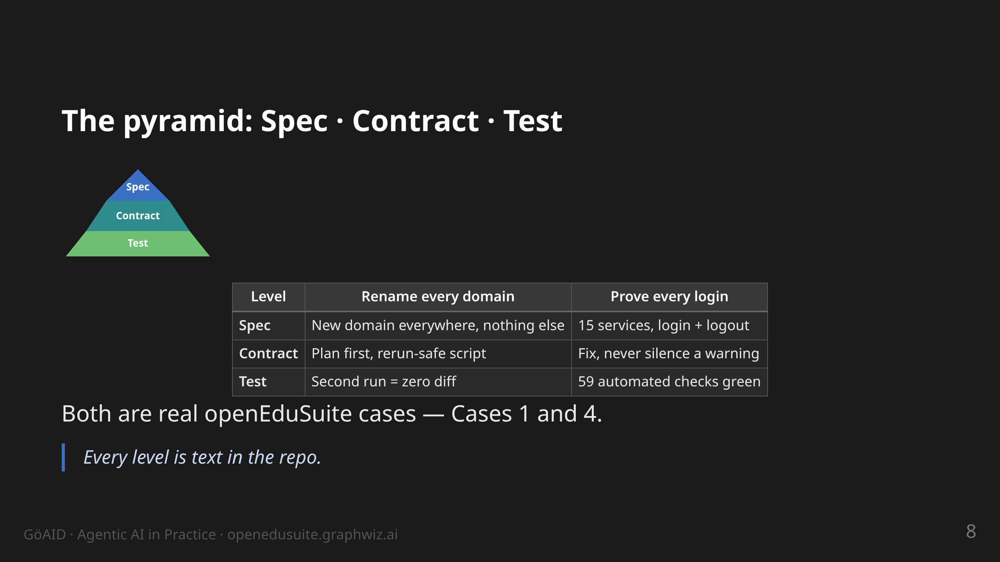 The pyramid: Spec · Contract · Test
Spec
Contract
Test
Level Rename every domain Prove every login
Spec New domain everywhere, nothing else 15 services, login + logout
Contract Plan first, rerun-safe script Fix, never silence a warning
Test Second run = zero diff 59 automated checks green
Both are real openEduSuite cases — Cases 1 and 4.
Every level is text in the repo.
GöAID · Agentic AI in Practice · openedusuite.graphwiz.ai
8